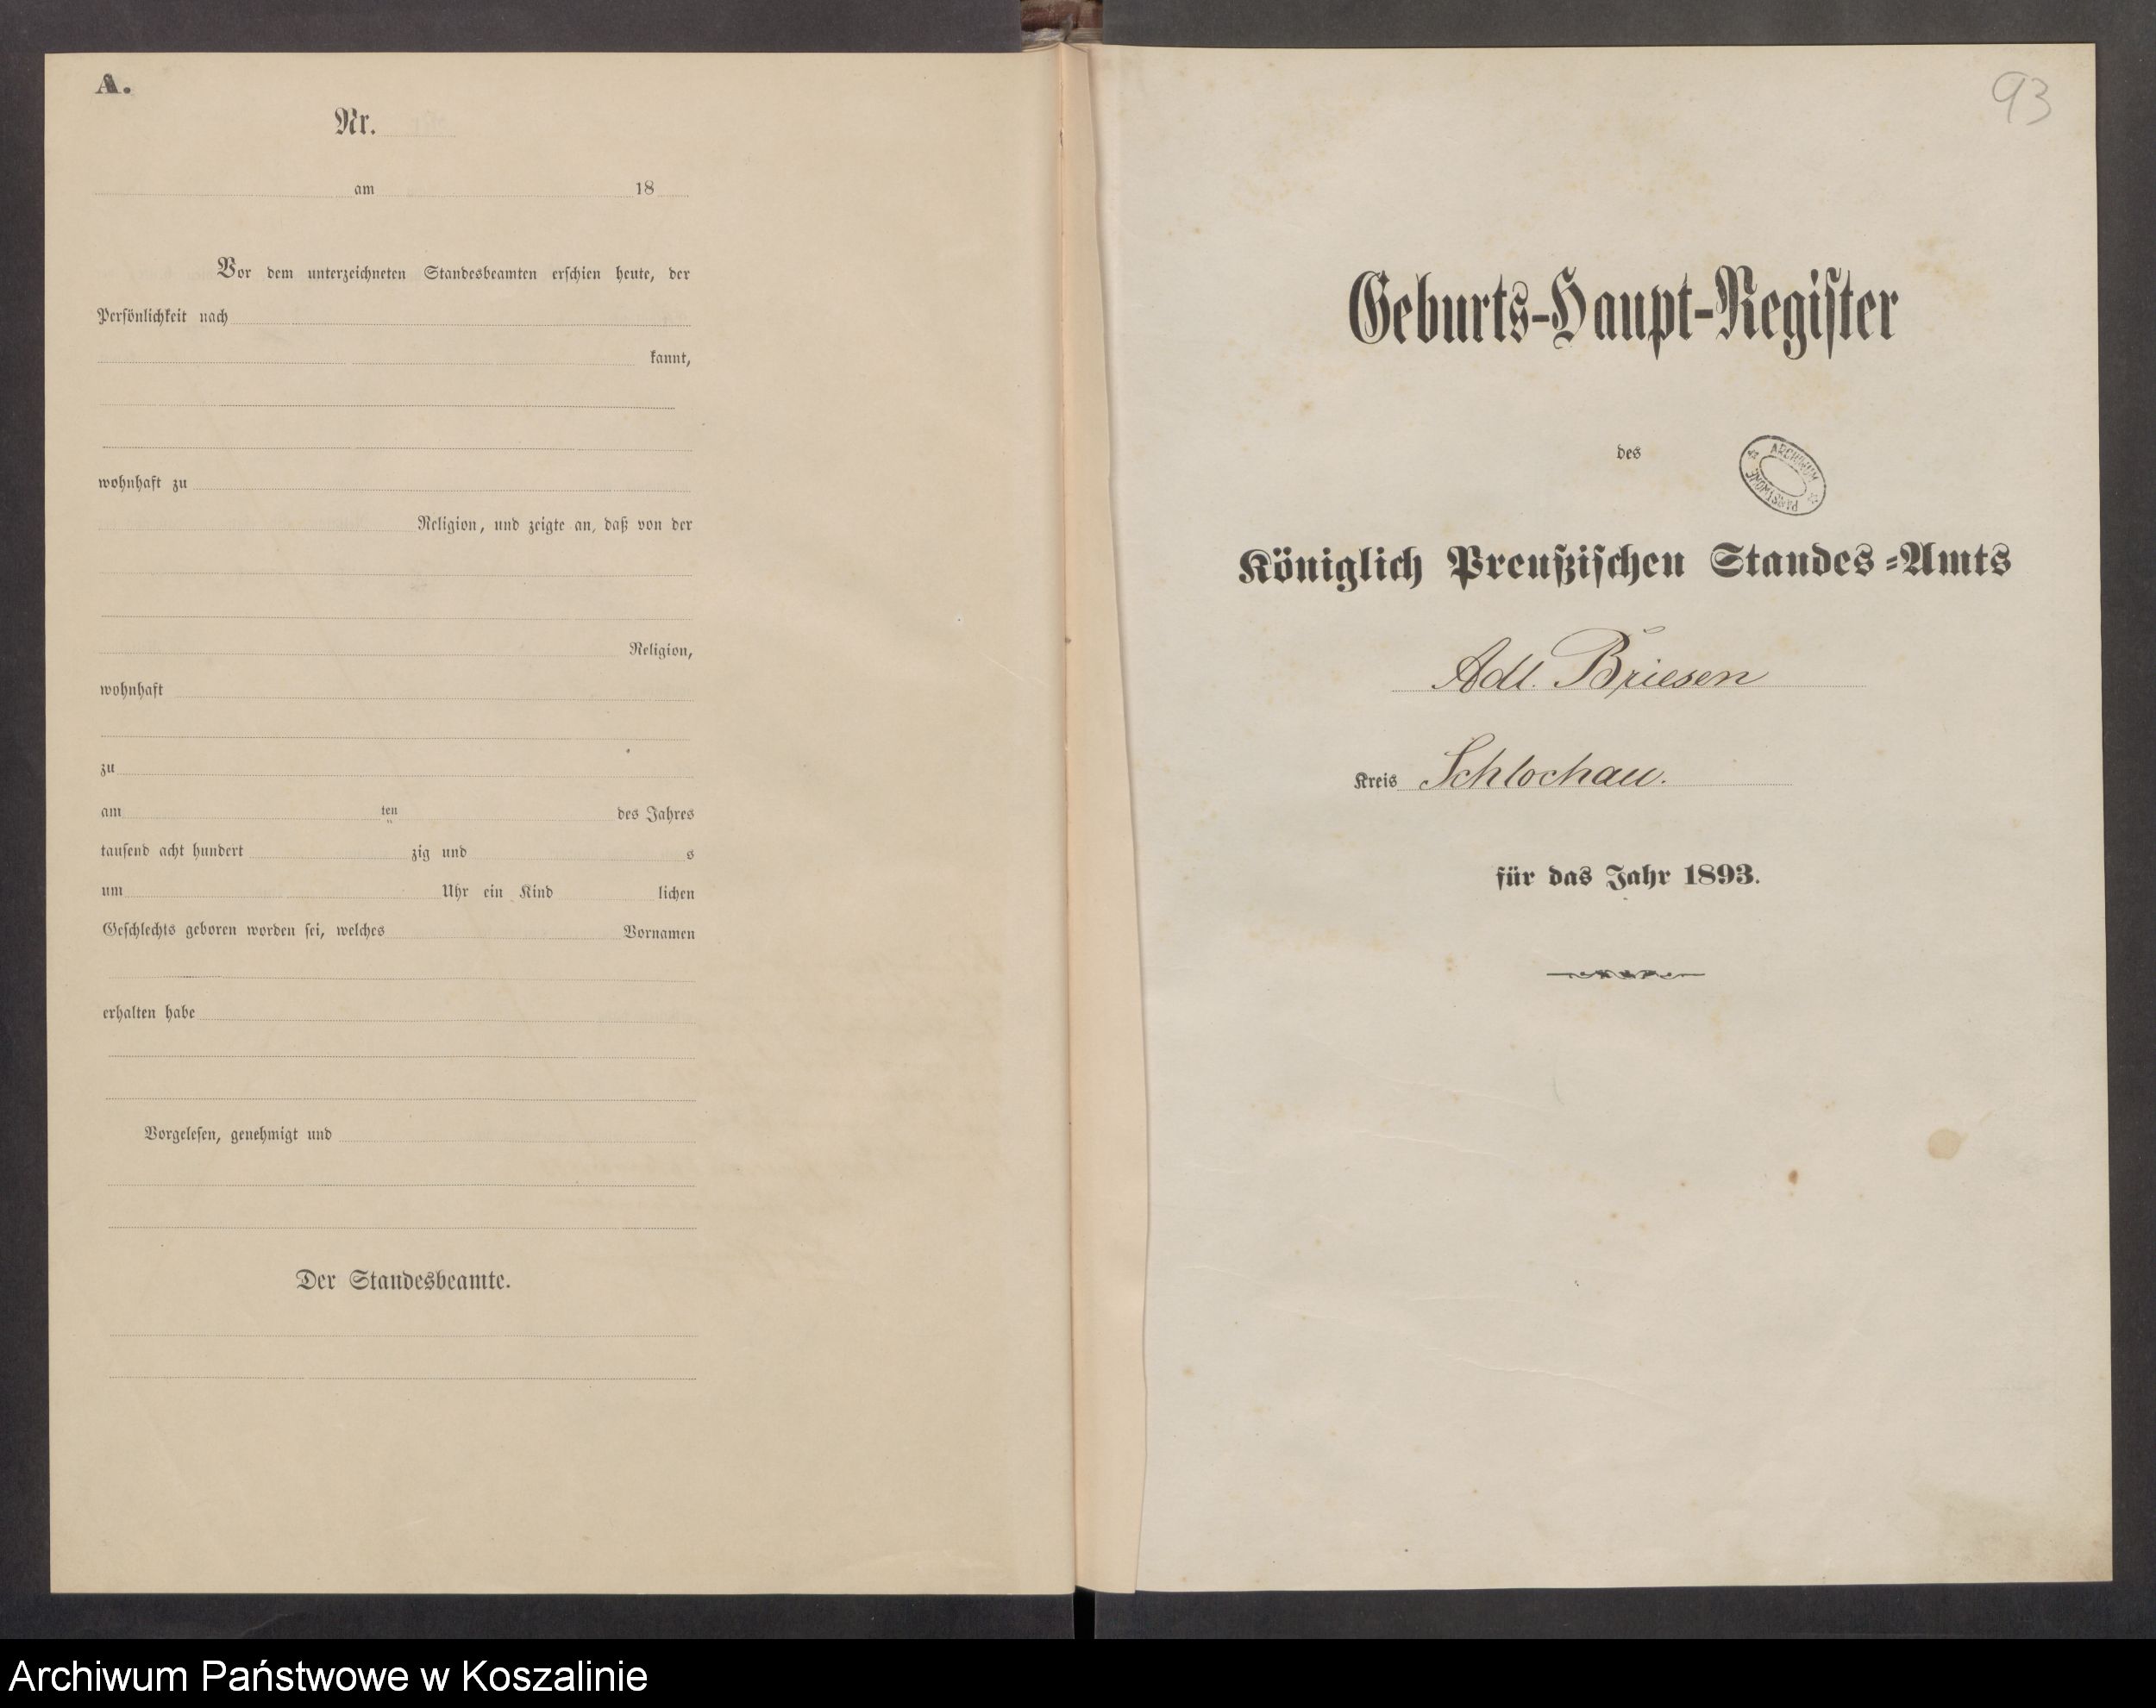 A.
Nr.
am 18
Vor dem unterzeichneten Standesbeamten erschien heute, der
Persönlichkeit nach
kannt,
wohnhaft zu
Religion, und zeigte an, daß von der
Religion,
wohnhaft
zu
am ten des Jahres
tausend acht hundert zig und s
um Uhr ein Kind lichen
Geschlechts geboren worden sei, welches Vornamen
erhalten habe
Vorgelesen, genehmigt und
Der Standesbeamte.
93
Geburts-Haupt-Register
des
ARCHIWUM PAŃSTWOWE
Königlich Preußischen Standes-Amts
Adl. Briesen
Kreis Schlochau.
für das Jahr 1893.
Archiwum Państwowe w Koszalinie